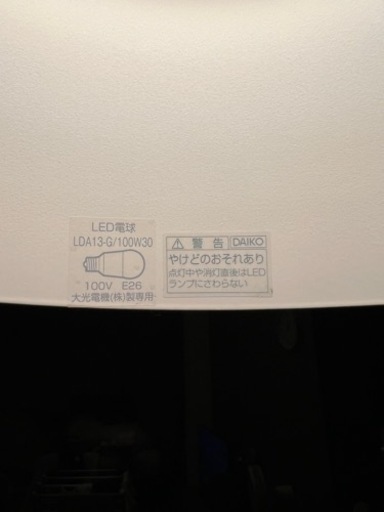 LED電球
LDA13-G/100W30
100V E26
大光電機(株)製専用
警告 DAIKO
やけどのおそれあり
点灯中や消灯直後はLED
ランプにさわらない